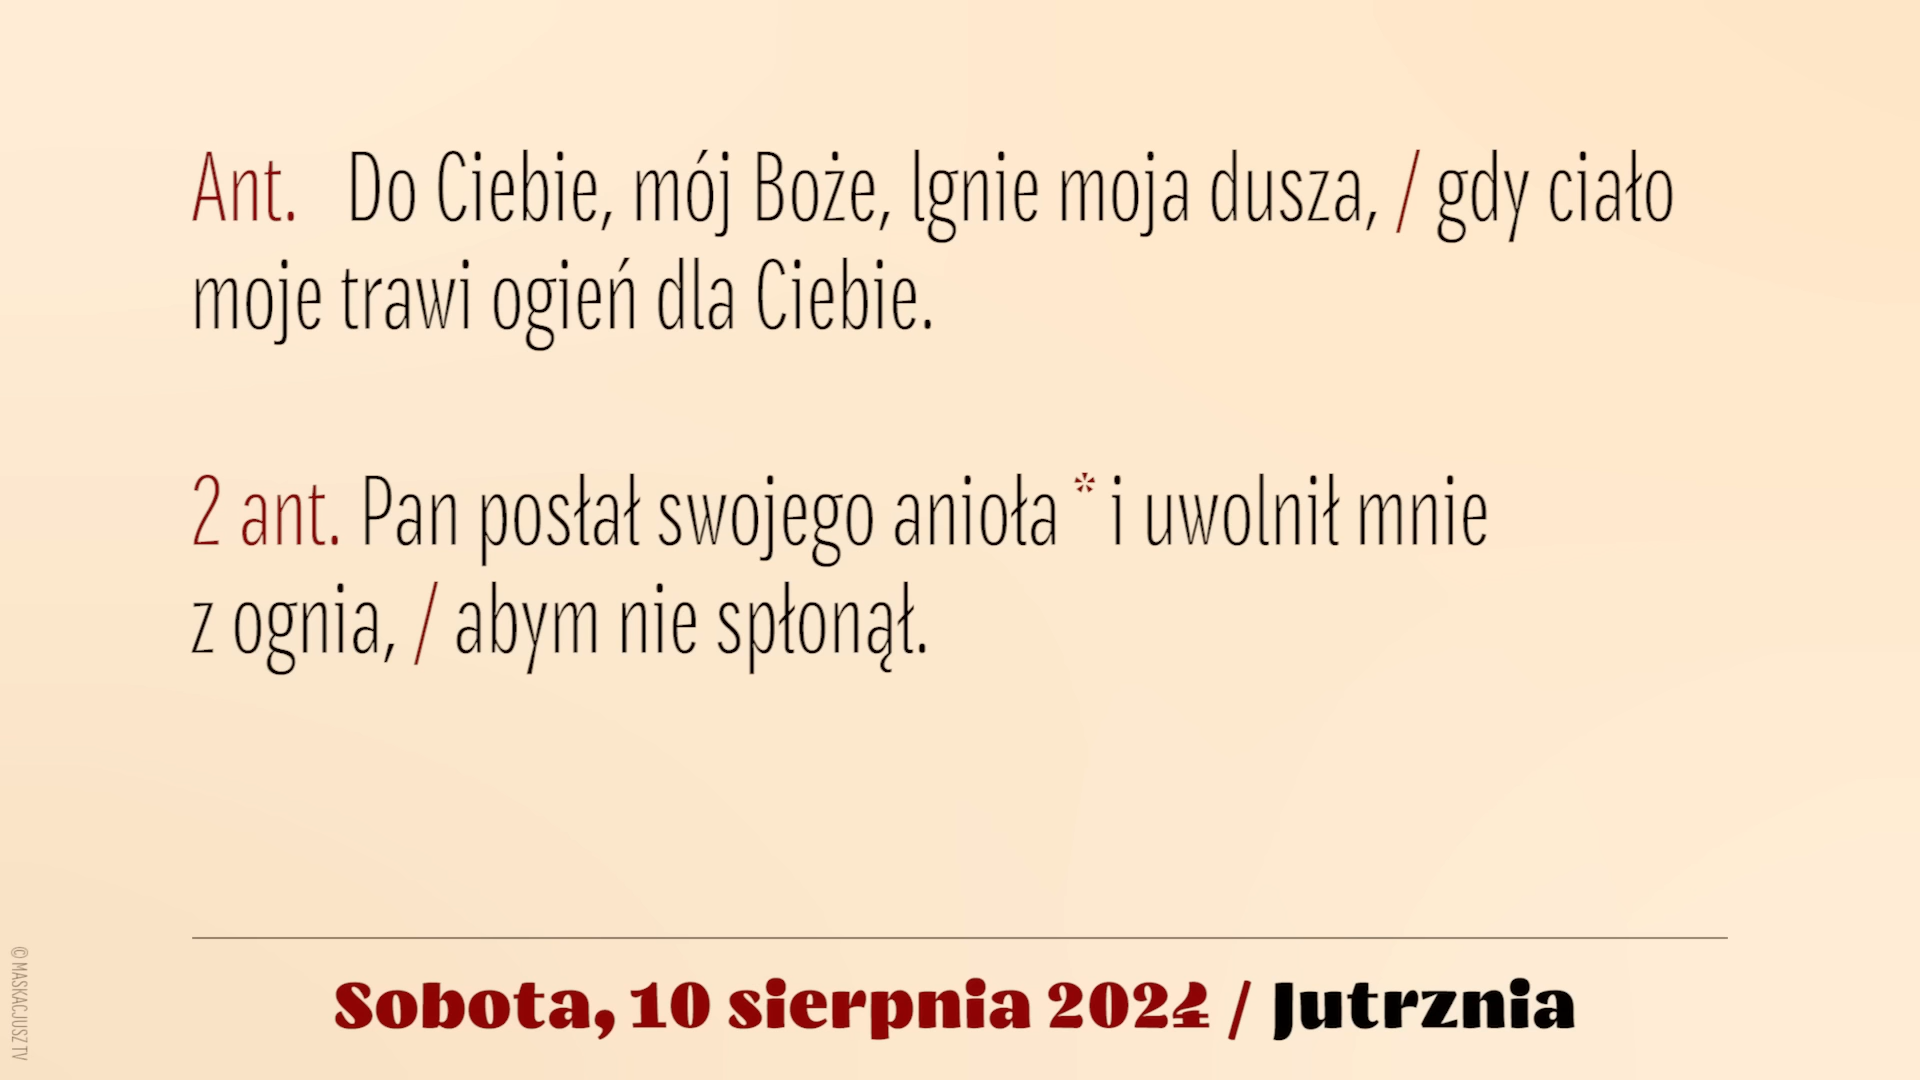 Ant. Do Ciebie, mój Boże, lgnie moja dusza, / gdy ciało
moje trawi ogień dla Ciebie.
2 ant. Pan posłał swojego anioła * i uwolnił mnie
z ognia, / abym nie spłonął.
Sobota, 10 sierpnia 2024 / Jutrznia
© MASKACJUSZ TV